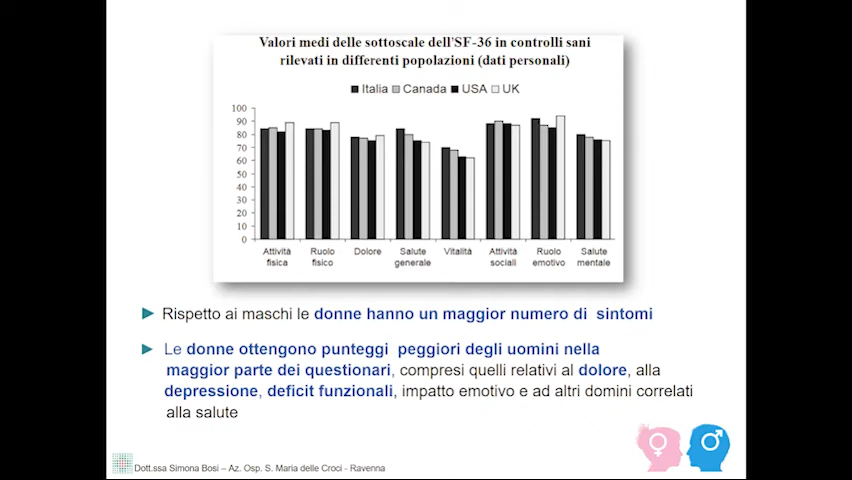 Valori medi delle sottoscale dell'SF-36 in controlli sani
rilevati in differenti popolazioni (dati personali)
Italia Canada USA UK
100
90
80
70
60
50
40
30
20
10
0
Attività fisica
Ruolo fisico
Dolore
Salute generale
Vitalità
Attività sociali
Ruolo emotivo
Salute mentale
Rispetto ai maschi le donne hanno un maggior numero di sintomi
Le donne ottengono punteggi peggiori degli uomini nella
maggior parte dei questionari, compresi quelli relativi al dolore, alla
depressione, deficit funzionali, impatto emotivo e ad altri domini correlati
alla salute
Dott.ssa Simona Bosi – Az. Osp. S. Maria delle Croci - Ravenna